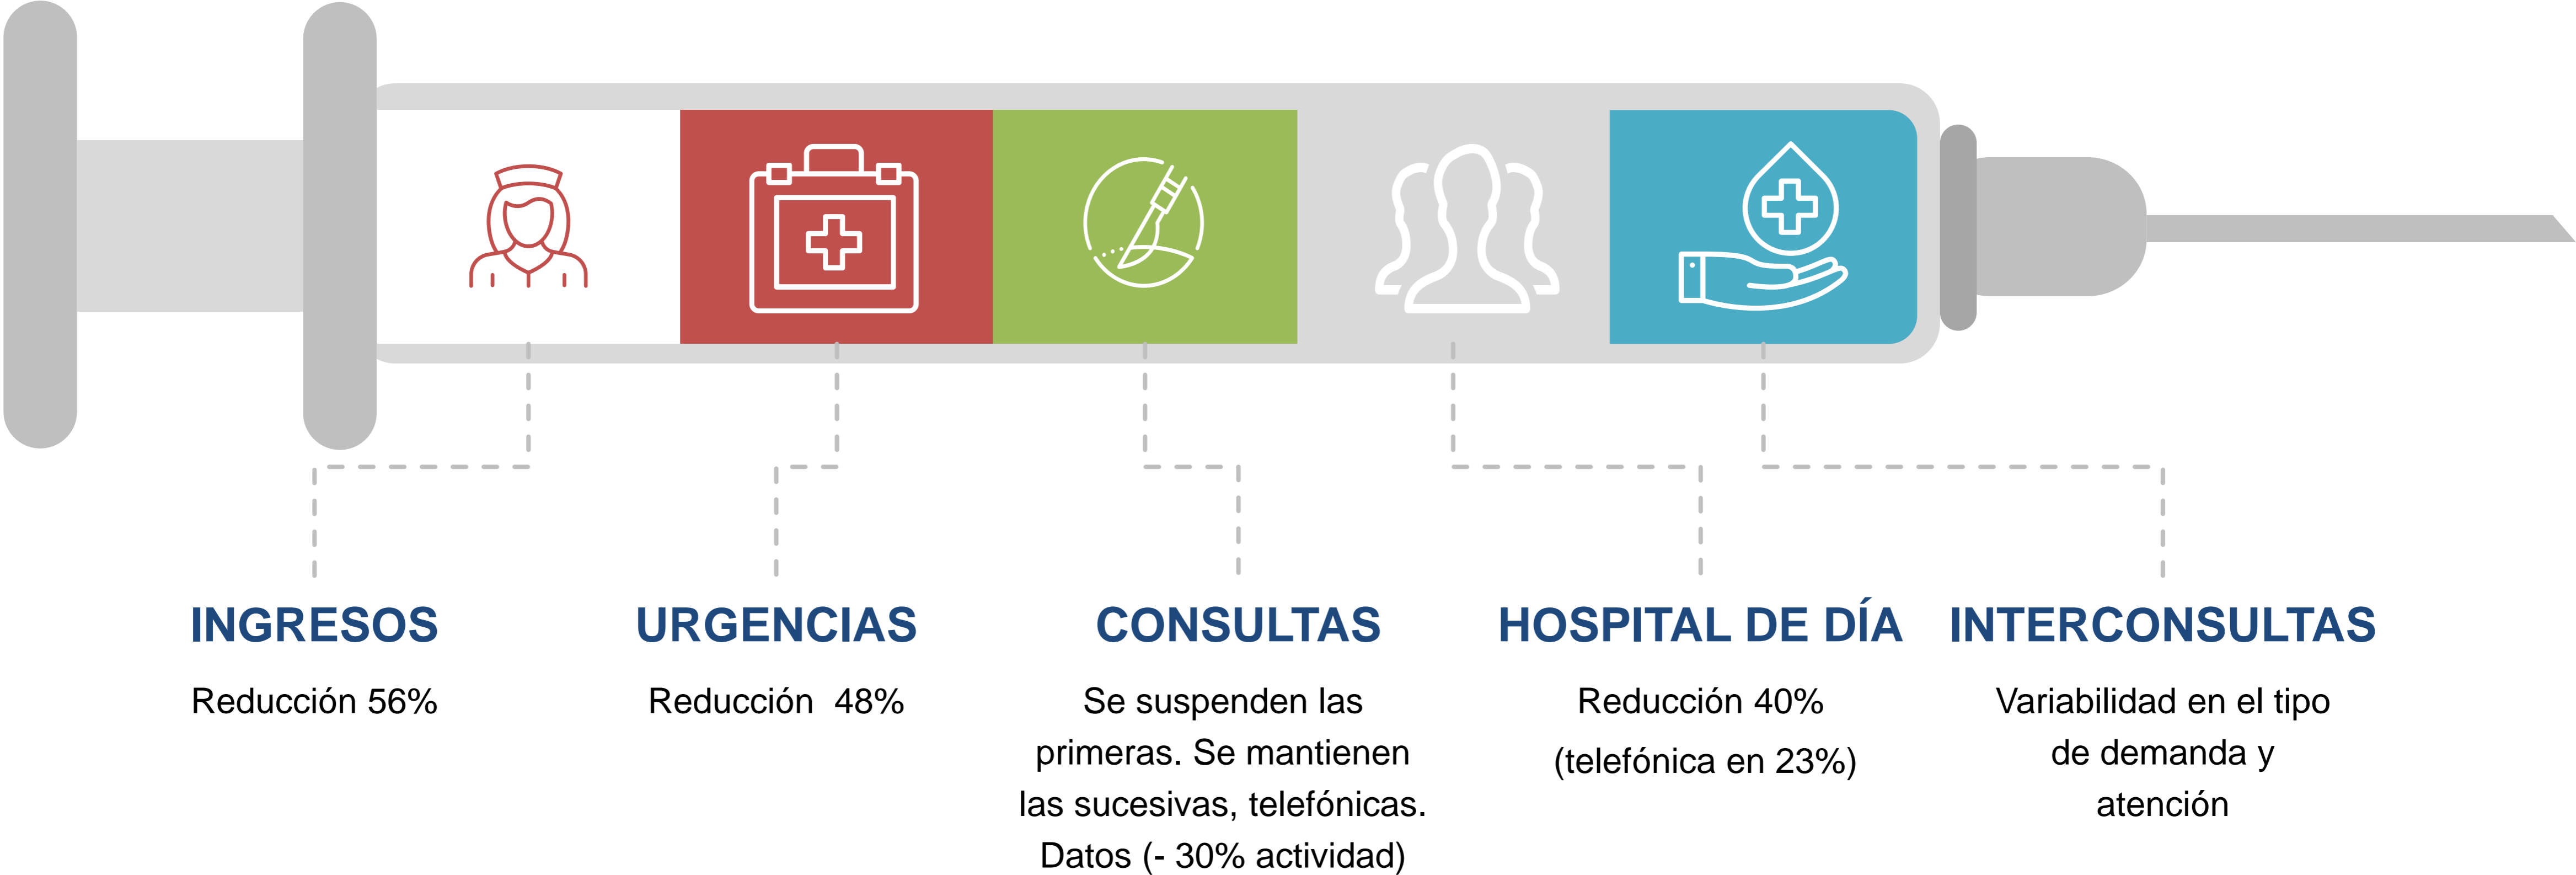 INGRESOS
Reducción 56%
URGENCIAS
Reducción  48%
CONSULTAS
Se suspenden las
primeras. Se mantienen
las sucesivas, telefónicas.
Datos (- 30% actividad)
HOSPITAL DE DÍA
Reducción 40%
(telefónica en 23%)
INTERCONSULTAS
Variabilidad en el tipo
de demanda y
atención